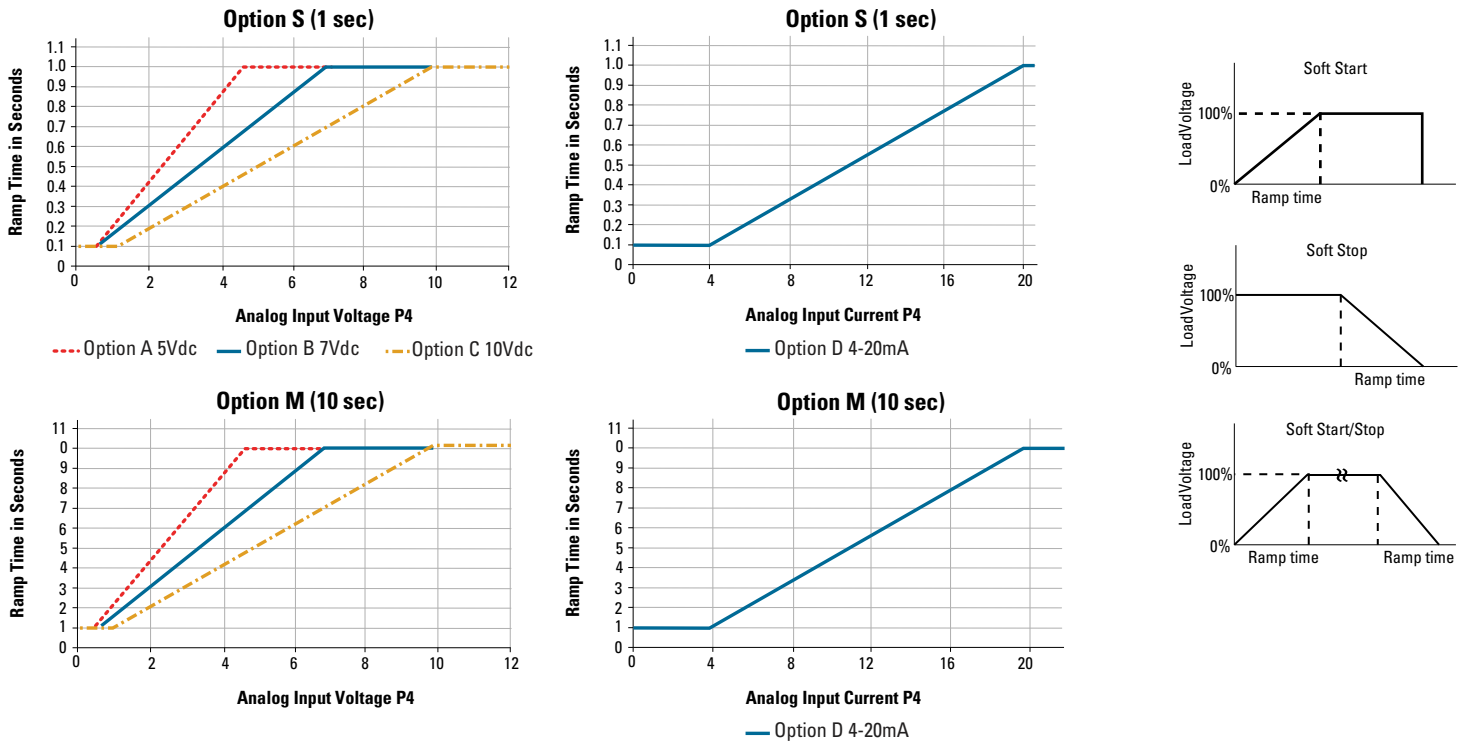 Option S (1 sec)
Ramp Time in Seconds
1.1
1.0
0.9
0.8
0.7
1.0
0.5
0.4
0.3
0.2
0.1
0
0 2 4 6 8 10 12
Analog Input Voltage P4
Option A 5Vdc Option B 7Vdc Option C 10Vdc
Option S (1 sec)
Ramp Time in Seconds
1.1
1.0
0.9
0.8
0.7
1.0
0.5
0.4
0.3
0.2
0.1
0
0 4 8 12 16 20
Analog Input Current P4
Option D 4-20mA
Soft Start
LoadVoltage
100%
0%
Ramp time
Soft Stop
LoadVoltage
100%
0%
Ramp time
Soft Start/Stop
LoadVoltage
100%
0%
Ramp time Ramp time
Option M (10 sec)
Ramp Time in Seconds
11
0
9
8
7
6
5
4
3
2
1
0
0 2 4 6 8 10 12
Analog Input Voltage P4
Option M (10 sec)
Ramp Time in Seconds
11
0
9
8
7
6
5
4
3
2
1
0
0 4 8 12 16 20
Analog Input Current P4
Option D 4-20mA